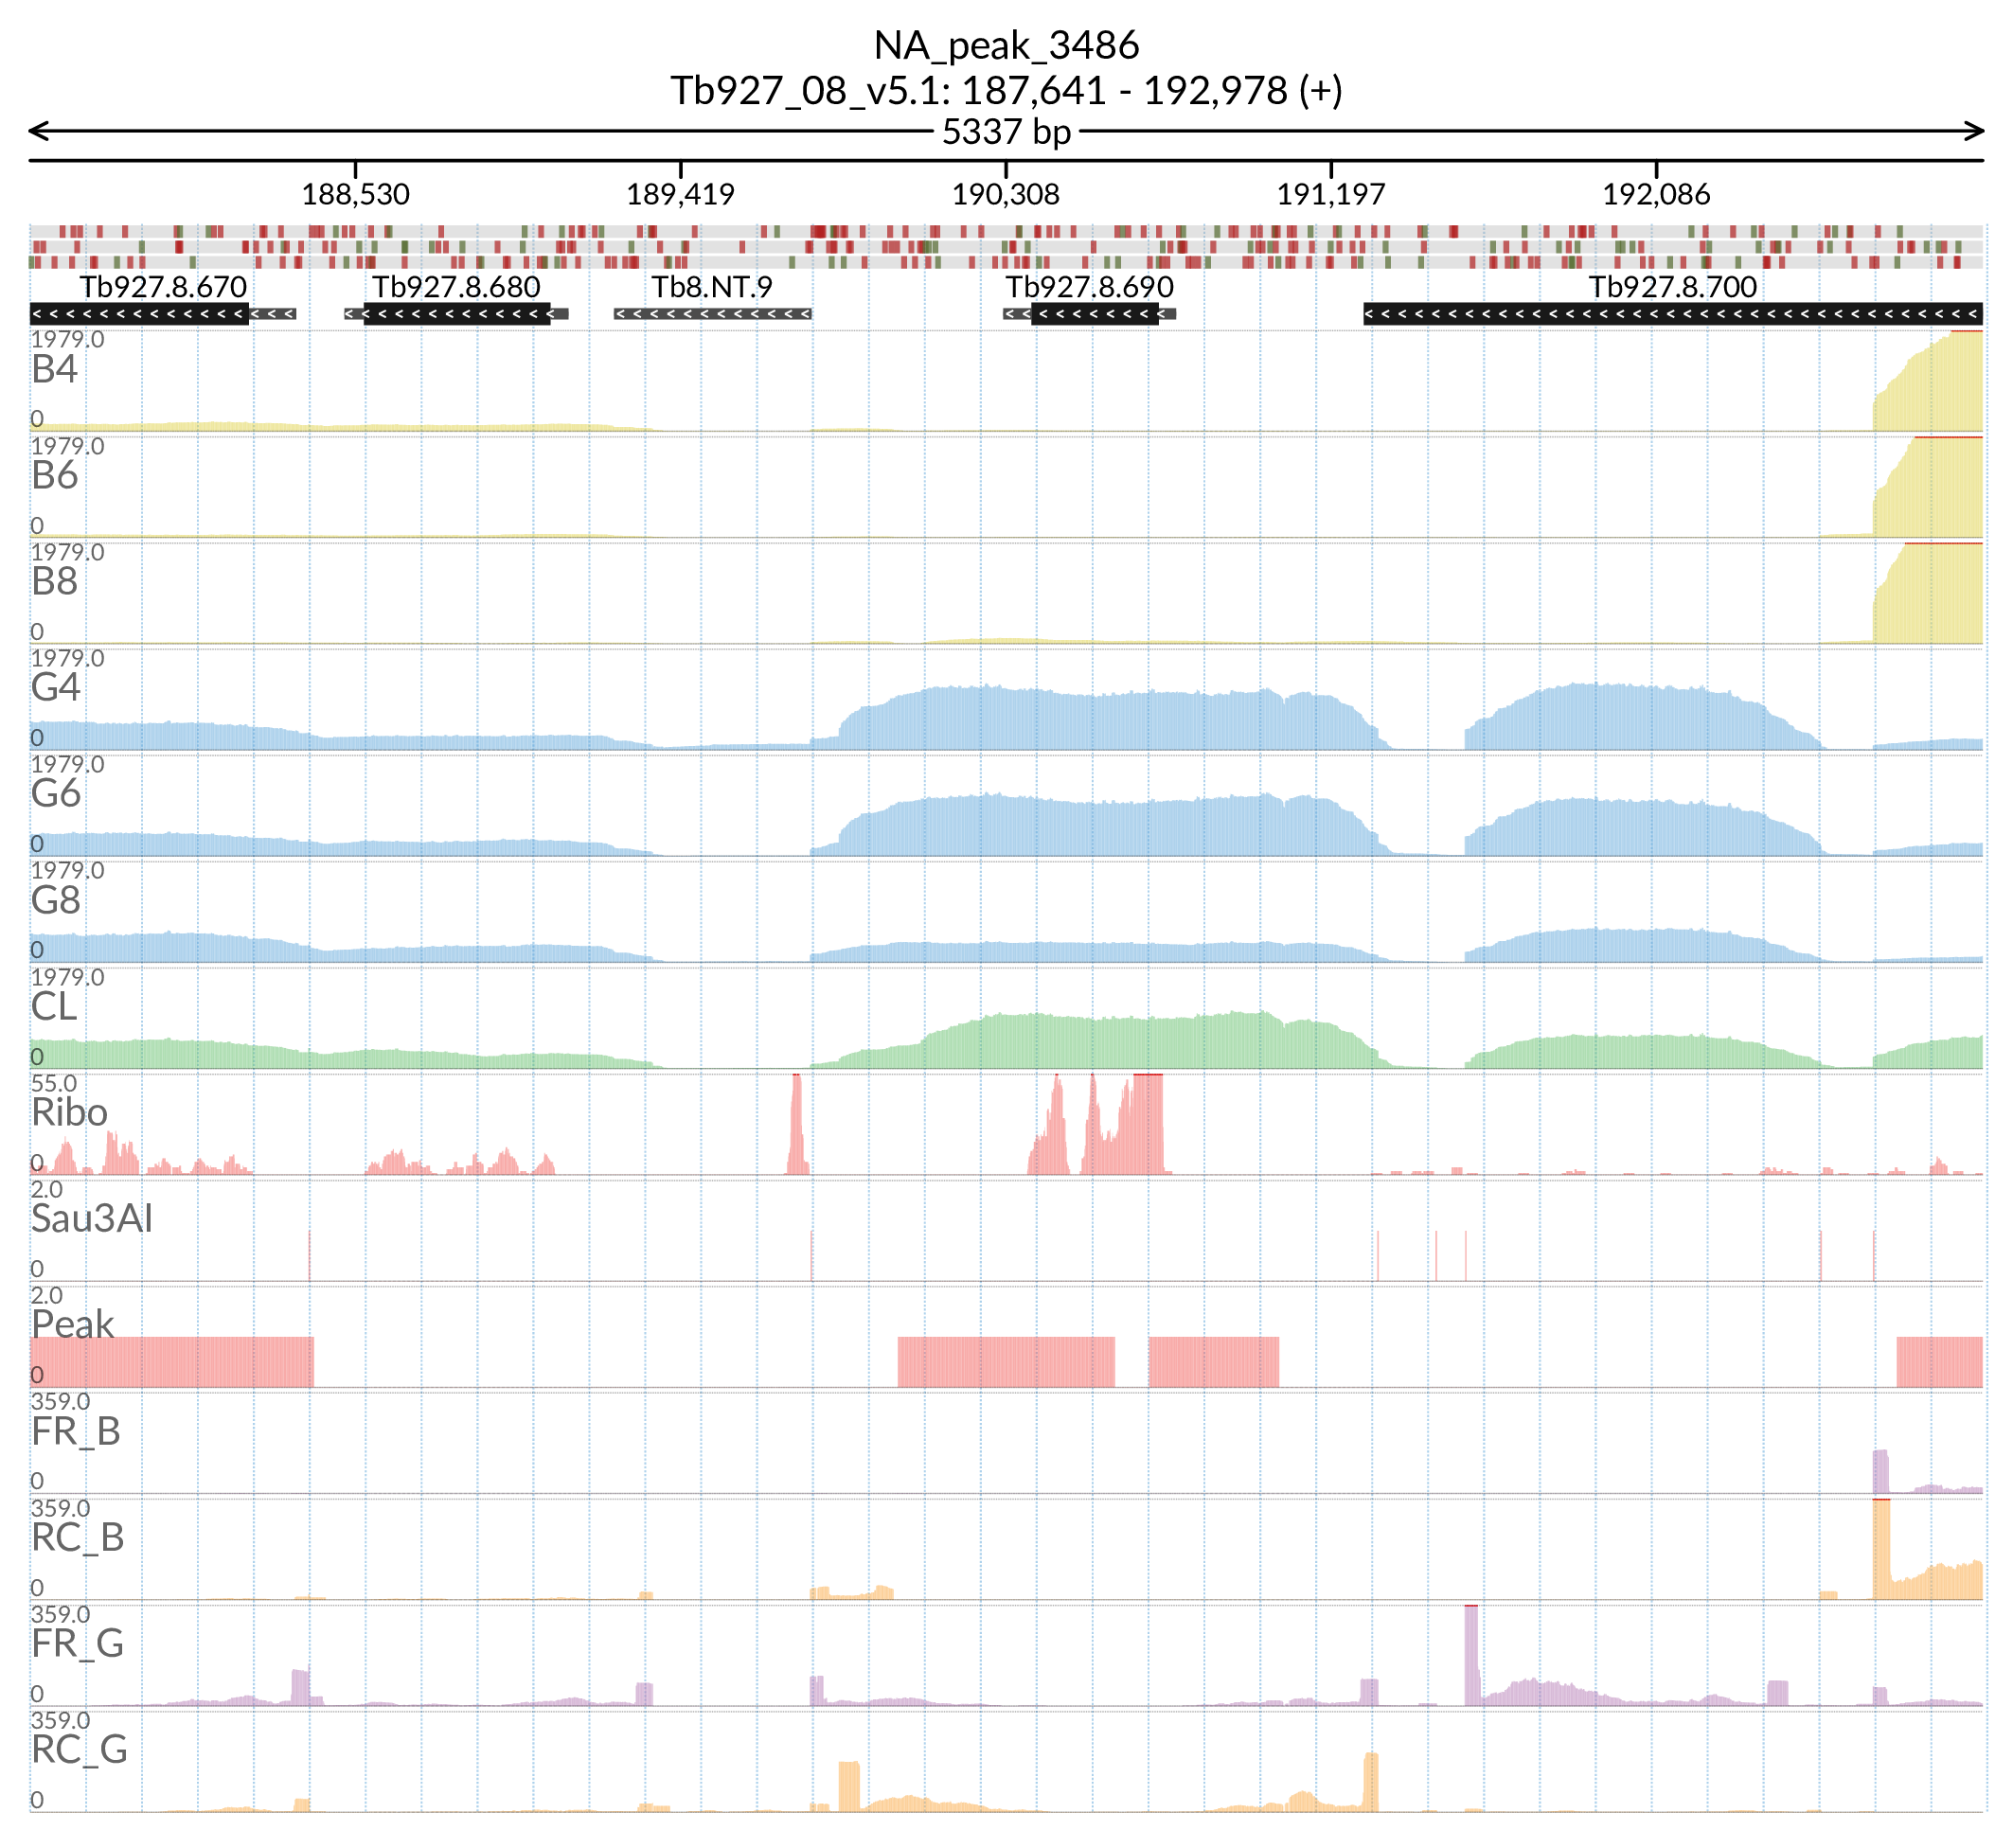 NA_peak_3486
Tb927_08_v5.1: 187,641 - 192,978 (+)
5337 bp
188,530 189,419 190,308 191,197 192,086
Tb927.8.670 Tb927.8.680 Tb8.NT.9 Tb927.8.690 Tb927.8.700
1979.0
B4
0
1979.0
B6
0
1979.0
B8
0
1979.0
G4
0
1979.0
G6
0
1979.0
G8
0
1979.0
CL
0
55.0
Ribo
0
2.0
Sau3AI
0
2.0
Peak
0
359.0
FR_B
0
359.0
RC_B
0
359.0
FR_G
0
359.0
RC_G
0